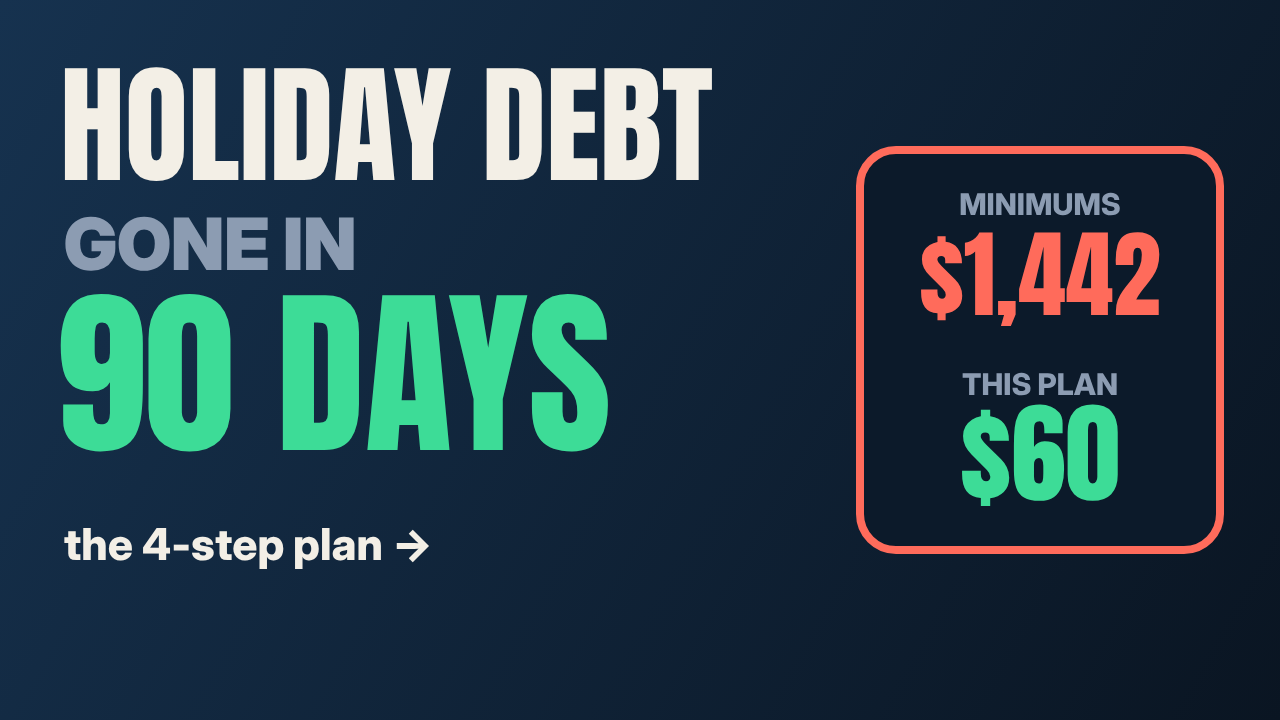 HOLIDAY DEBT
GONE IN
90 DAYS
the 4-step plan →
MINIMUMS
$1,442
THIS PLAN
$60